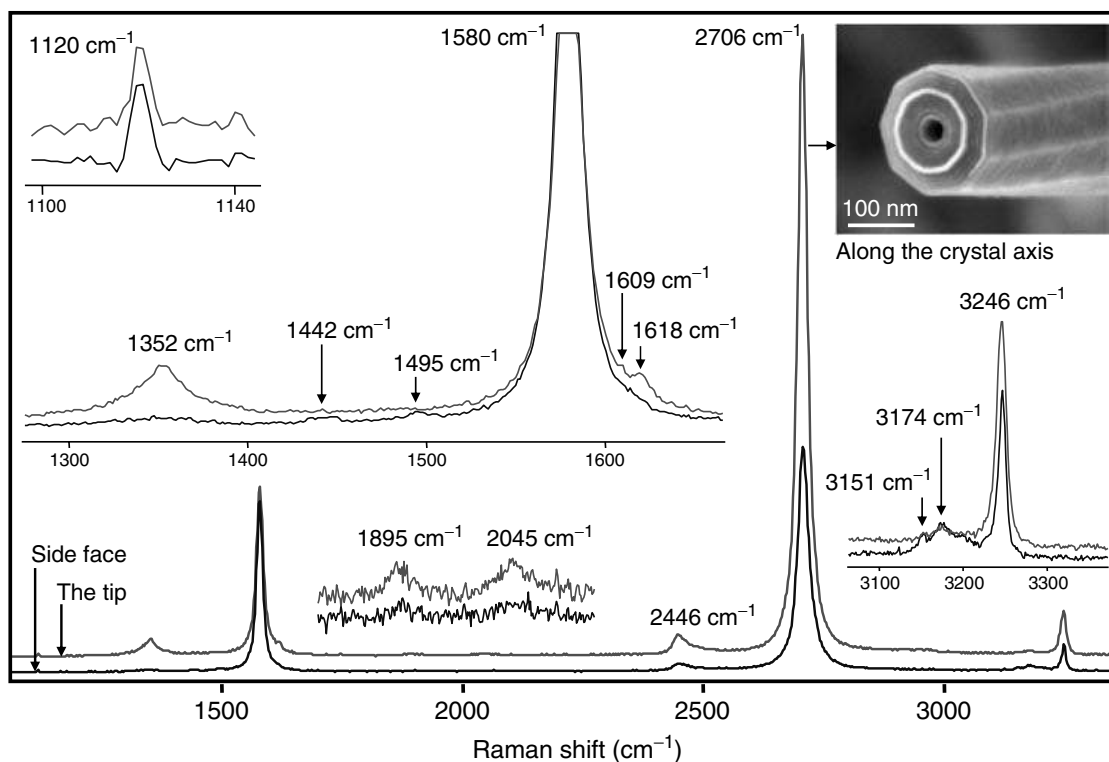 1120 cm⁻¹
1580 cm⁻¹
2706 cm⁻¹
1100
1140
100 nm
Along the crystal axis
1352 cm⁻¹
1442 cm⁻¹
1495 cm⁻¹
1609 cm⁻¹
1618 cm⁻¹
3246 cm⁻¹
3174 cm⁻¹
3151 cm⁻¹
1300
1400
1500
1600
Side face
The tip
1895 cm⁻¹
2045 cm⁻¹
2446 cm⁻¹
3100
3200
3300
1500
2000
2500
3000
Raman shift (cm⁻¹)